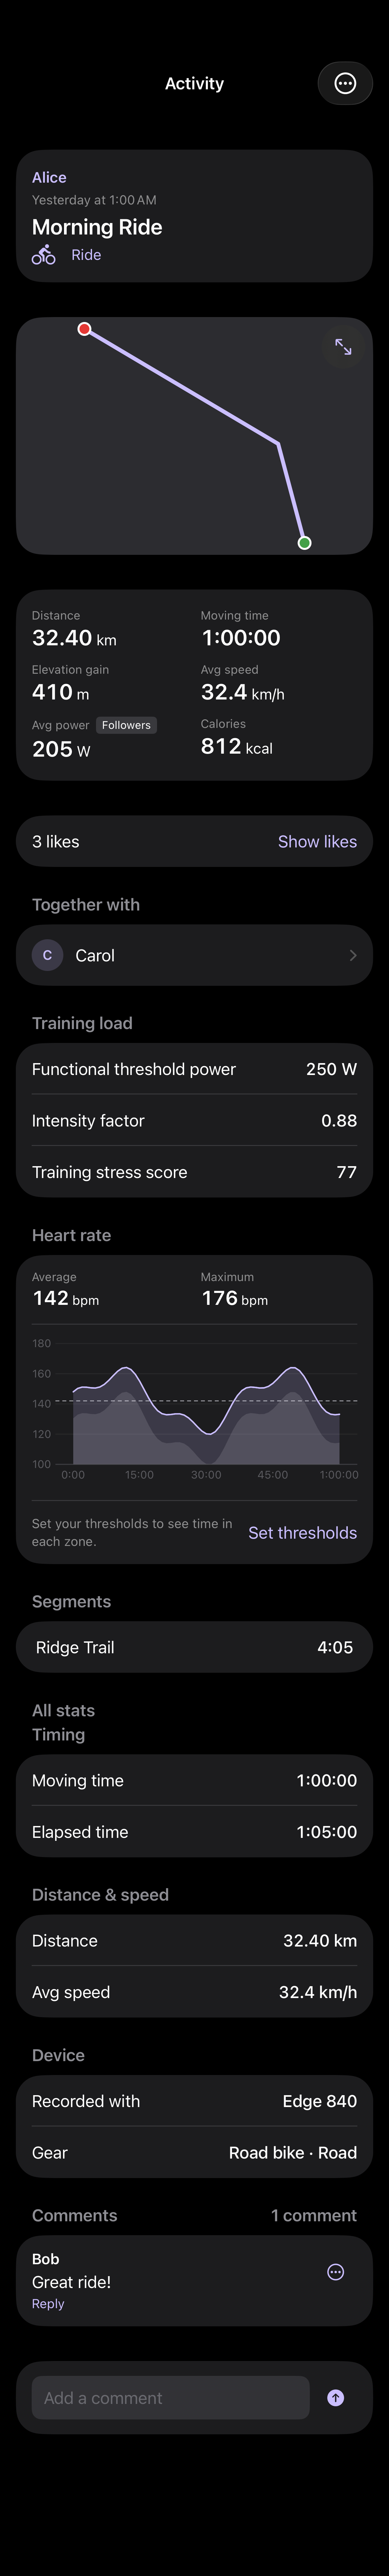 Activity
Alice
Yesterday at 1:00 AM
Morning Ride
Ride
Distance
32.40 km
Moving time
1:00:00
Elevation gain
410 m
Avg speed
32.4 km/h
Avg power Followers
205 W
Calories
812 kcal
3 likes
Show likes
Together with
C
Carol
Training load
Functional threshold power
250 W
Intensity factor
0.88
Training stress score
77
Heart rate
Average
142 bpm
Maximum
176 bpm
180
160
140
120
100
0:00
15:00
30:00
45:00
1:00:00
Set your thresholds to see time in
each zone.
Set thresholds
Segments
Ridge Trail
4:05
All stats
Timing
Moving time
1:00:00
Elapsed time
1:05:00
Distance & speed
Distance
32.40 km
Avg speed
32.4 km/h
Device
Recorded with
Edge 840
Gear
Road bike · Road
Comments
1 comment
Bob
Great ride!
Reply
Add a comment